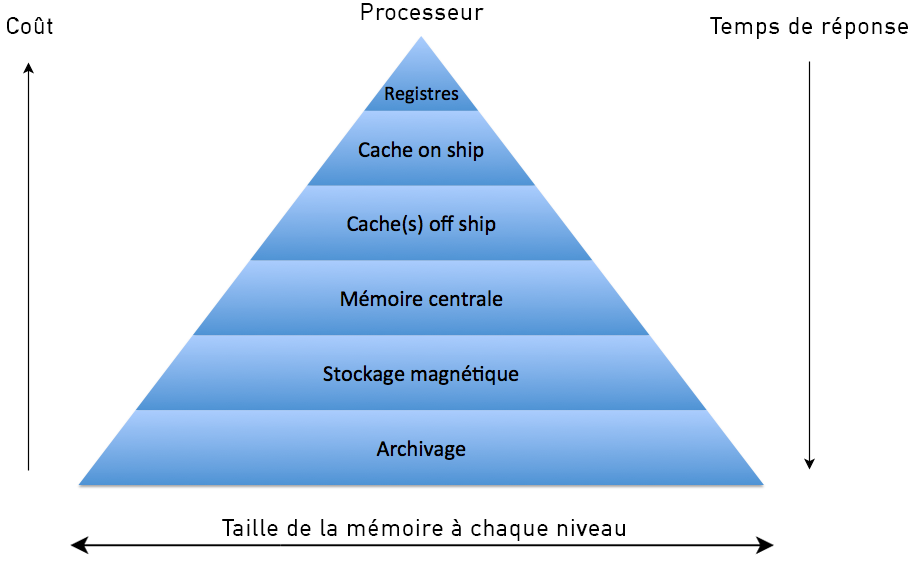 Processeur
Coût
Temps de réponse
Registres
Cache on ship
Cache(s) off ship
Mémoire centrale
Stockage magnétique
Archivage
Taille de la mémoire à chaque niveau